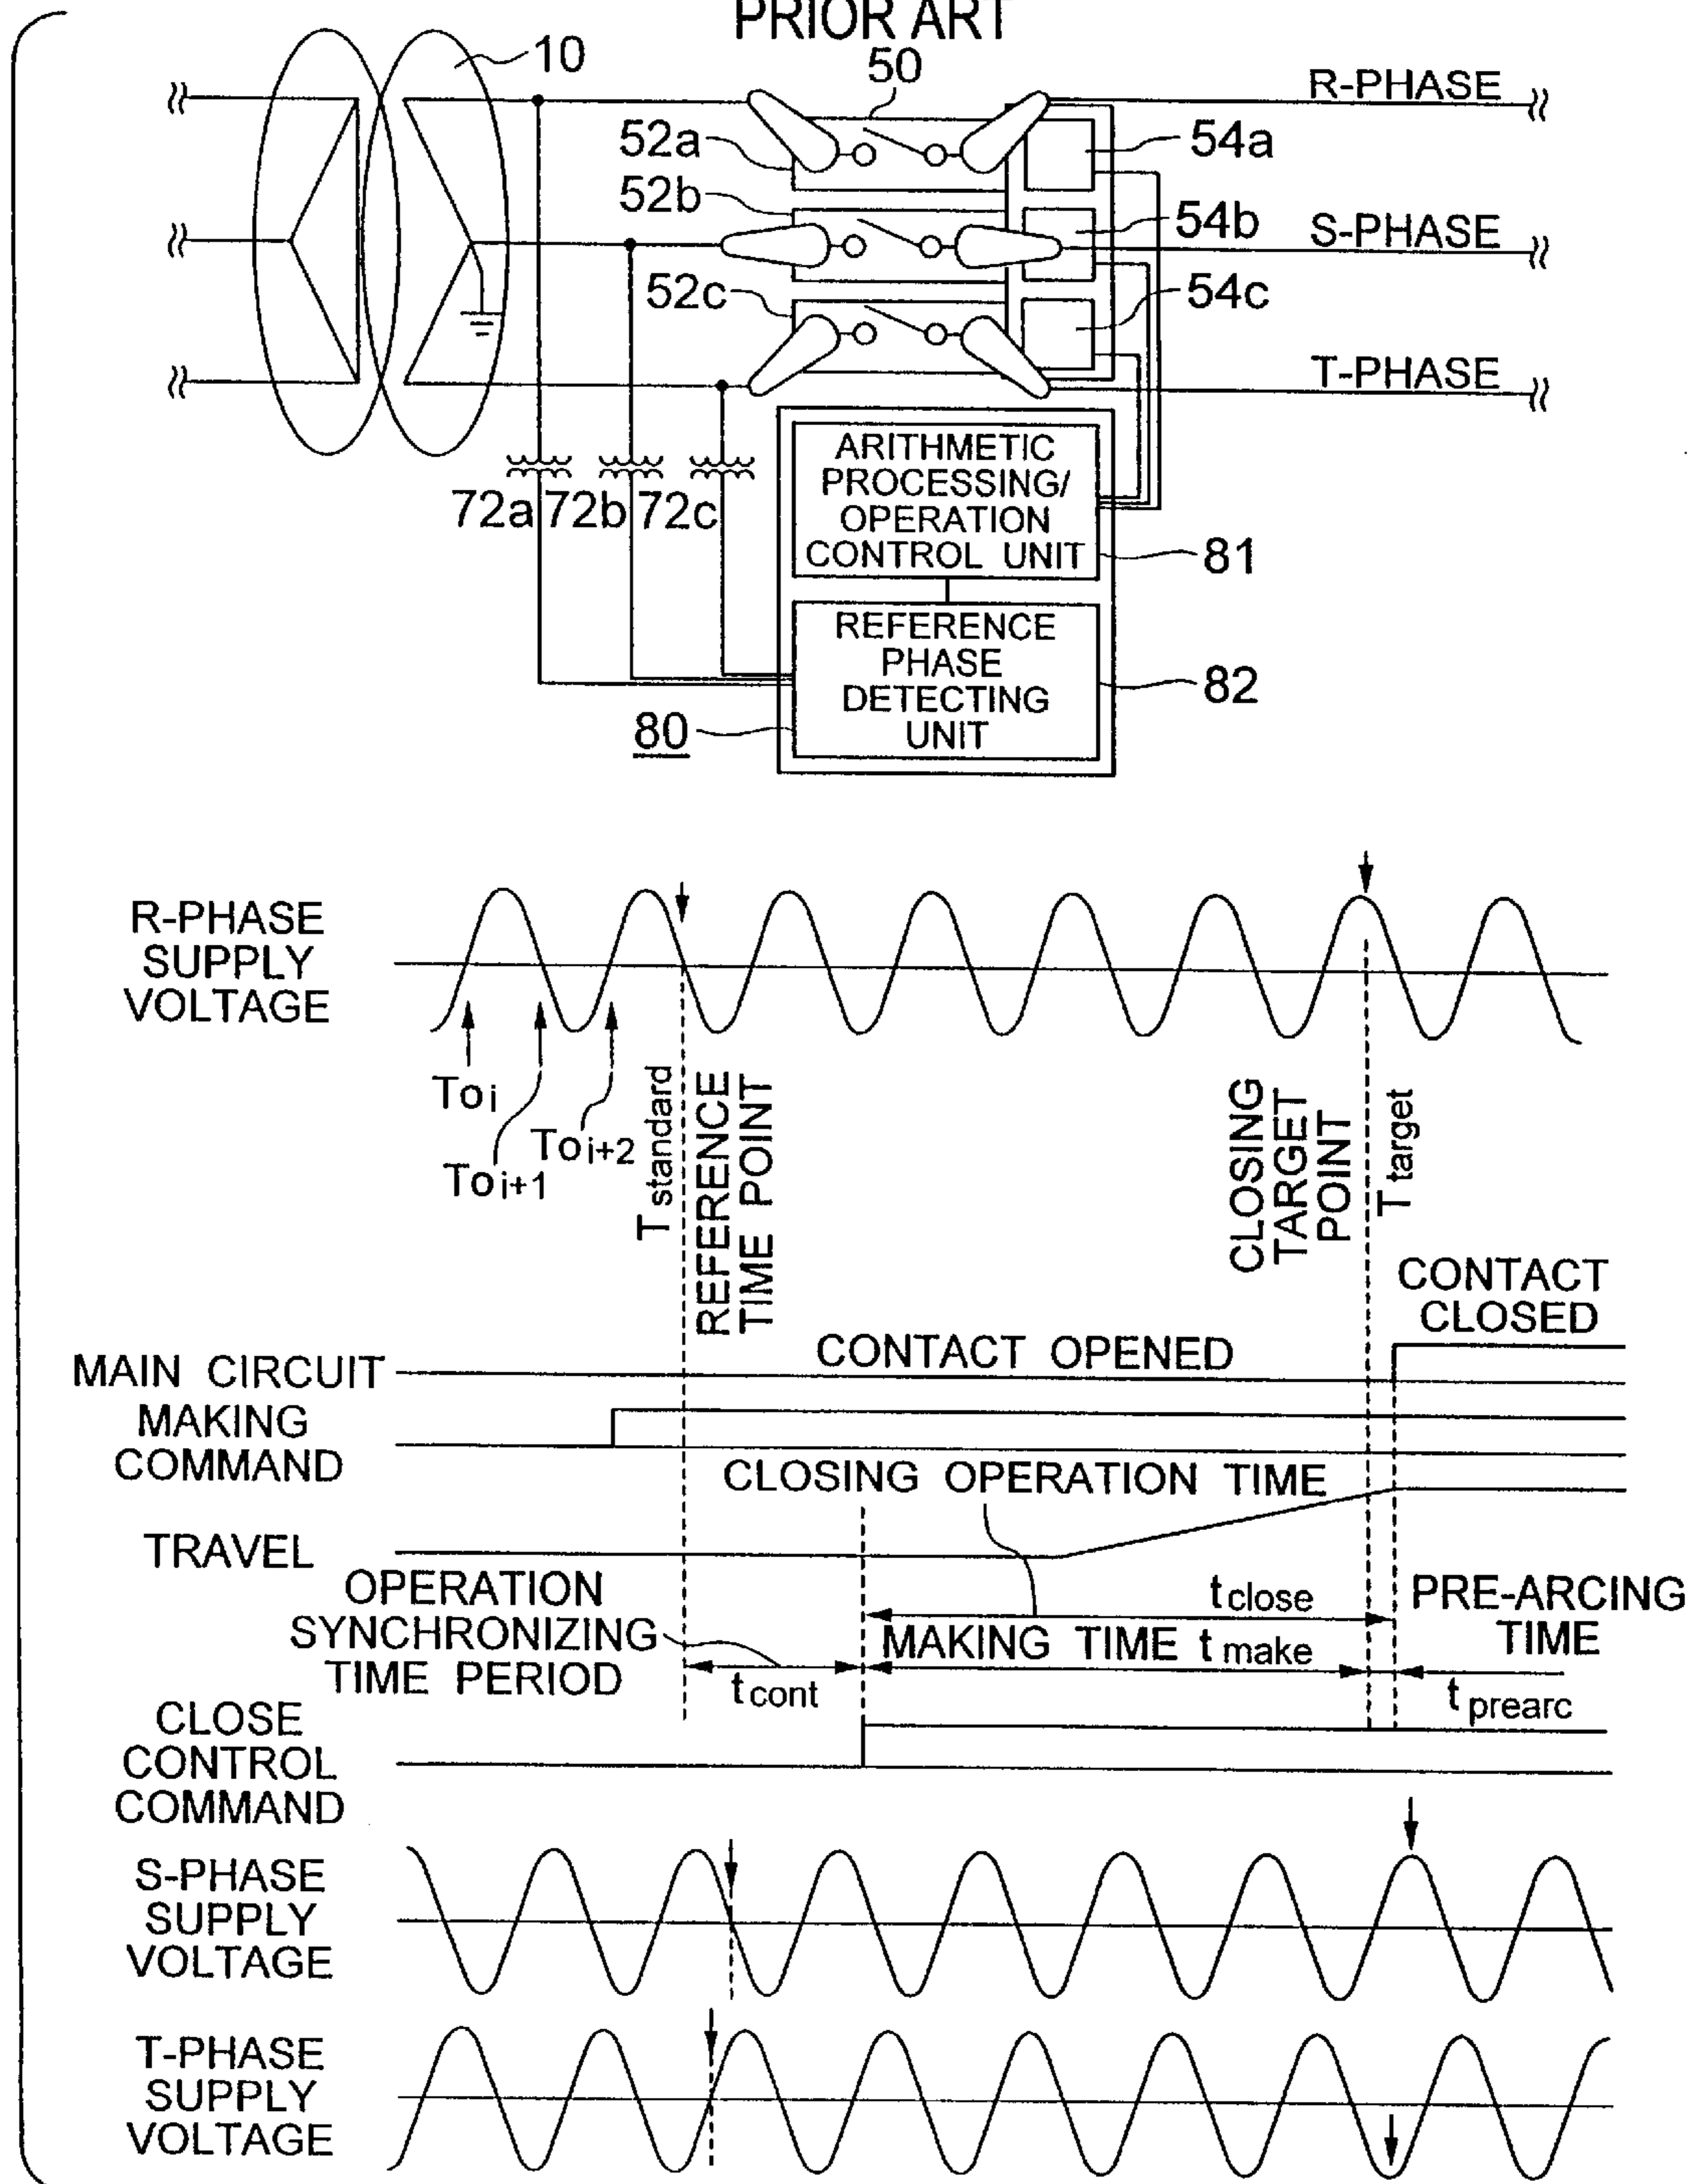 PRIOR ART
10
50
R-PHASE
52a
54a
52b
54b
S-PHASE
52c
54c
T-PHASE
ARITHMETIC
PROCESSING/
OPERATION
CONTROL UNIT
72a 72b 72c
81
REFERENCE
PHASE
DETECTING
UNIT
82
80
R-PHASE
SUPPLY
VOLTAGE
Toi
Toi+1
Toi+2
Tstandard
REFERENCE
TIME POINT
CLOSING
TARGET
POINT
Ttarget
CONTACT
CLOSED
MAIN CIRCUIT
CONTACT OPENED
MAKING
COMMAND
CLOSING OPERATION TIME
TRAVEL
OPERATION
SYNCHRONIZING
TIME PERIOD
tclose
PRE-ARCING
TIME
MAKING TIME tmake
tcont
tprearc
CLOSE
CONTROL
COMMAND
S-PHASE
SUPPLY
VOLTAGE
T-PHASE
SUPPLY
VOLTAGE